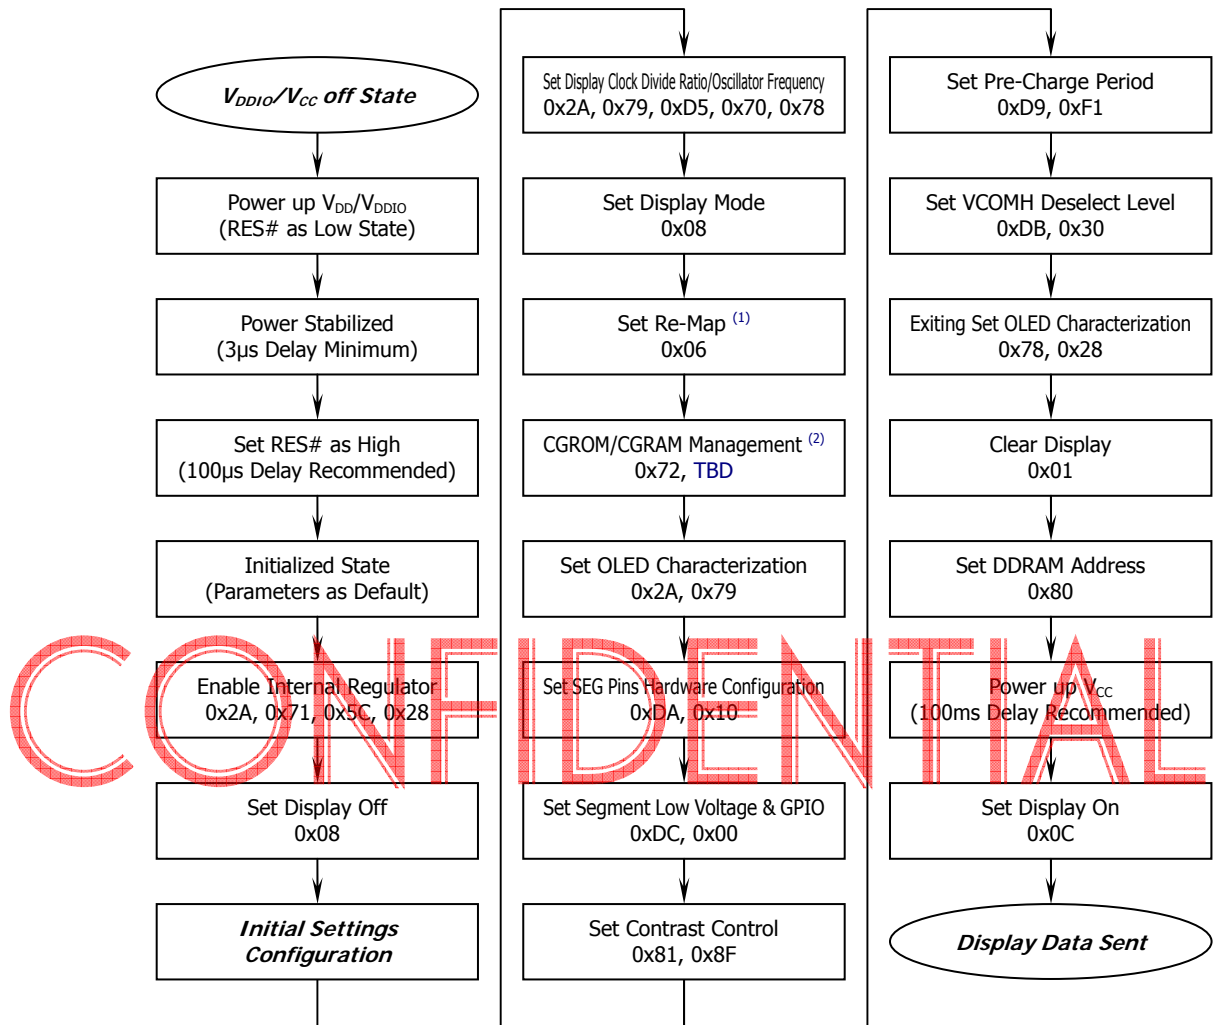 V_DDIO/V_CC off State
Power up V_DD/V_DDIO
(RES# as Low State)
Power Stabilized
(3µs Delay Minimum)
Set RES# as High
(100µs Delay Recommended)
Initialized State
(Parameters as Default)
Enable Internal Regulator
0x2A, 0x71, 0x5C, 0x28
Set Display Off
0x08
Initial Settings
Configuration
Set Display Clock Divide Ratio/Oscillator Frequency
0x2A, 0x79, 0xD5, 0x70, 0x78
Set Display Mode
0x08
Set Re-Map (1)
0x06
CGROM/CGRAM Management (2)
0x72, TBD
Set OLED Characterization
0x2A, 0x79
Set SEG Pins Hardware Configuration
0xDA, 0x10
Set Segment Low Voltage & GPIO
0xDC, 0x00
Set Contrast Control
0x81, 0x8F
Set Pre-Charge Period
0xD9, 0xF1
Set VCOMH Deselect Level
0xDB, 0x30
Exiting Set OLED Characterization
0x78, 0x28
Clear Display
0x01
Set DDRAM Address
0x80
Power up V_CC
(100ms Delay Recommended)
Set Display On
0x0C
Display Data Sent
CONFIDENTIAL